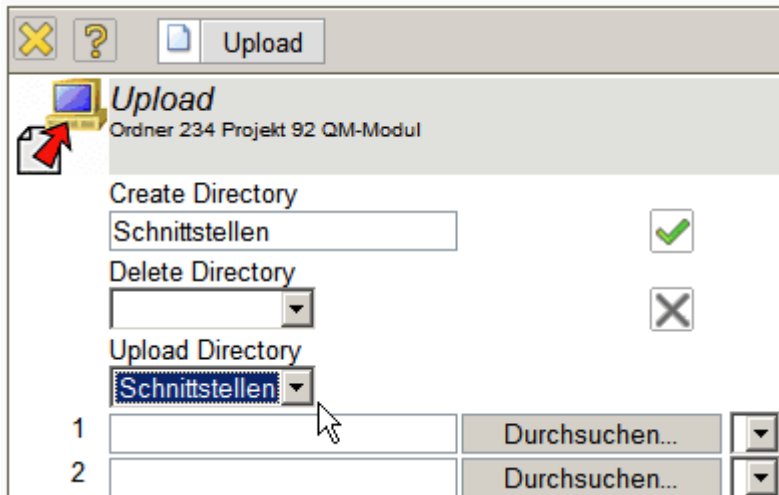 Upload
Upload
Ordner 234 Projekt 92 QM-Modul
Create Directory
Schnittstellen
Delete Directory
Upload Directory
Schnittstellen
1 Durchsuchen...
2 Durchsuchen...